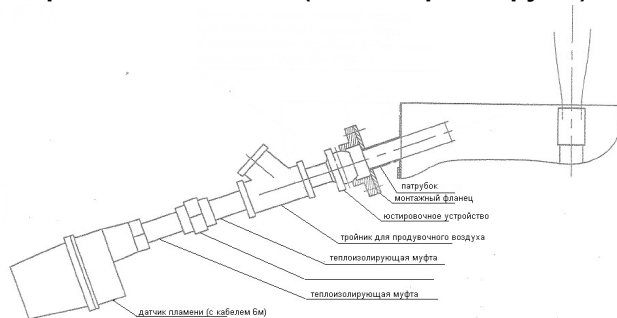 патрубок
монтажный фланец
юстировочное устройство
тройник для продувочного воздуха
теплоизолирующая муфта
теплоизолирующая муфта
датчик пламени (с кабелем 6м)